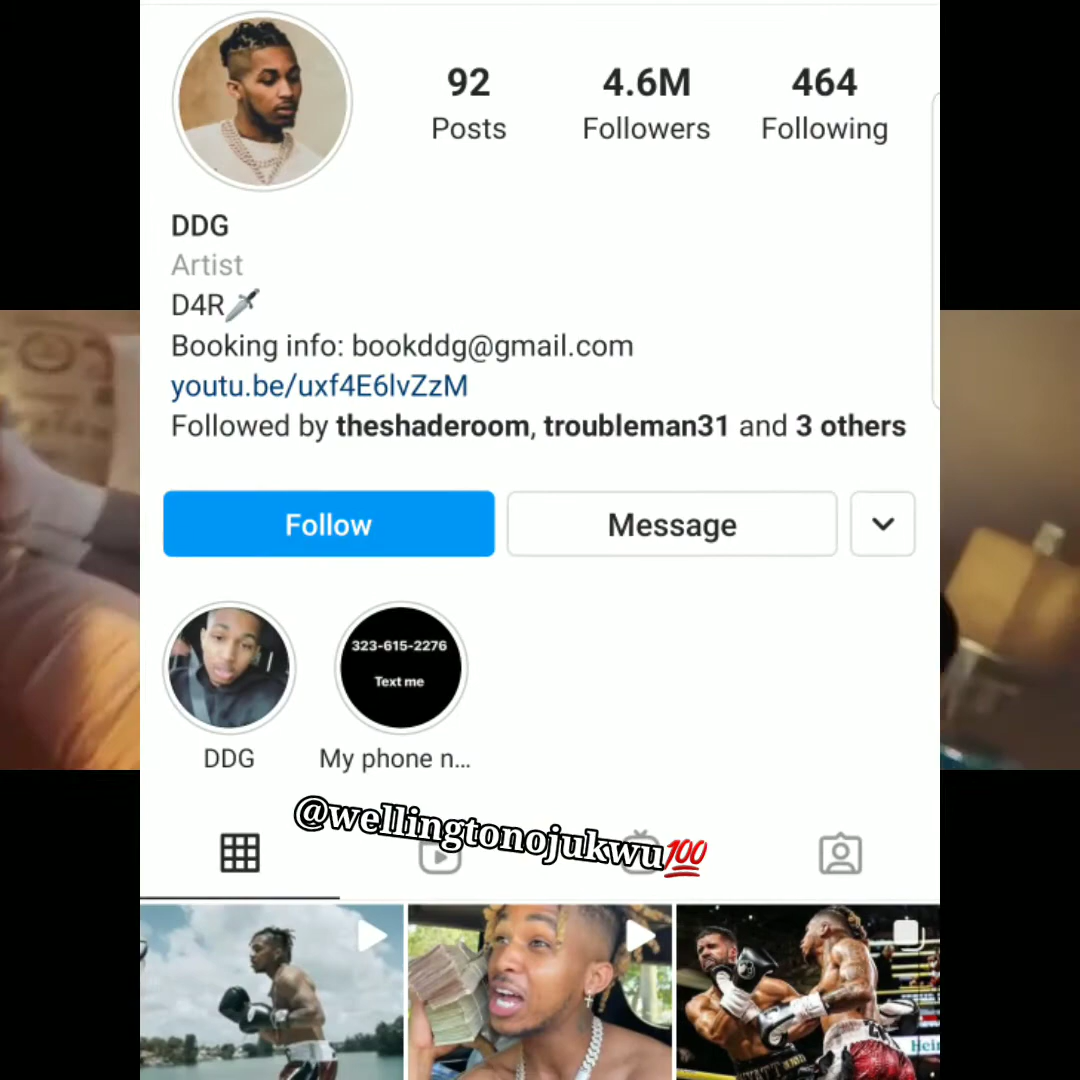 92 4.6M 464
Posts Followers Following
DDG
Artist
D4R🗡️
Booking info: bookddg@gmail.com
youtu.be/uxf4E6lvZzM
Followed by theshaderoom, troubleman31 and 3 others
Follow Message
323-615-2276
Text me
DDG My phone n...
@wellingtonojukwu💯